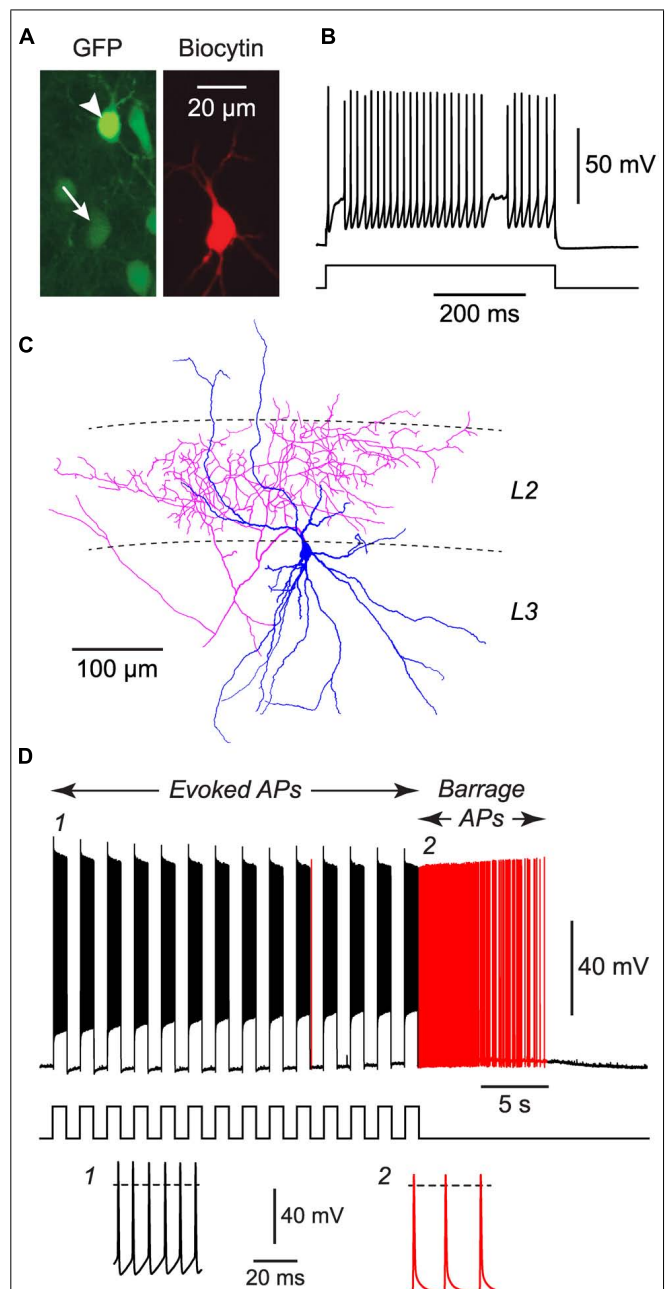 A
GFP
Biocytin
20 μm
B
50 mV
200 ms
C
L2
L3
100 μm
D
Evoked APs
Barrage
APs
1
2
40 mV
5 s
1
40 mV
20 ms
2